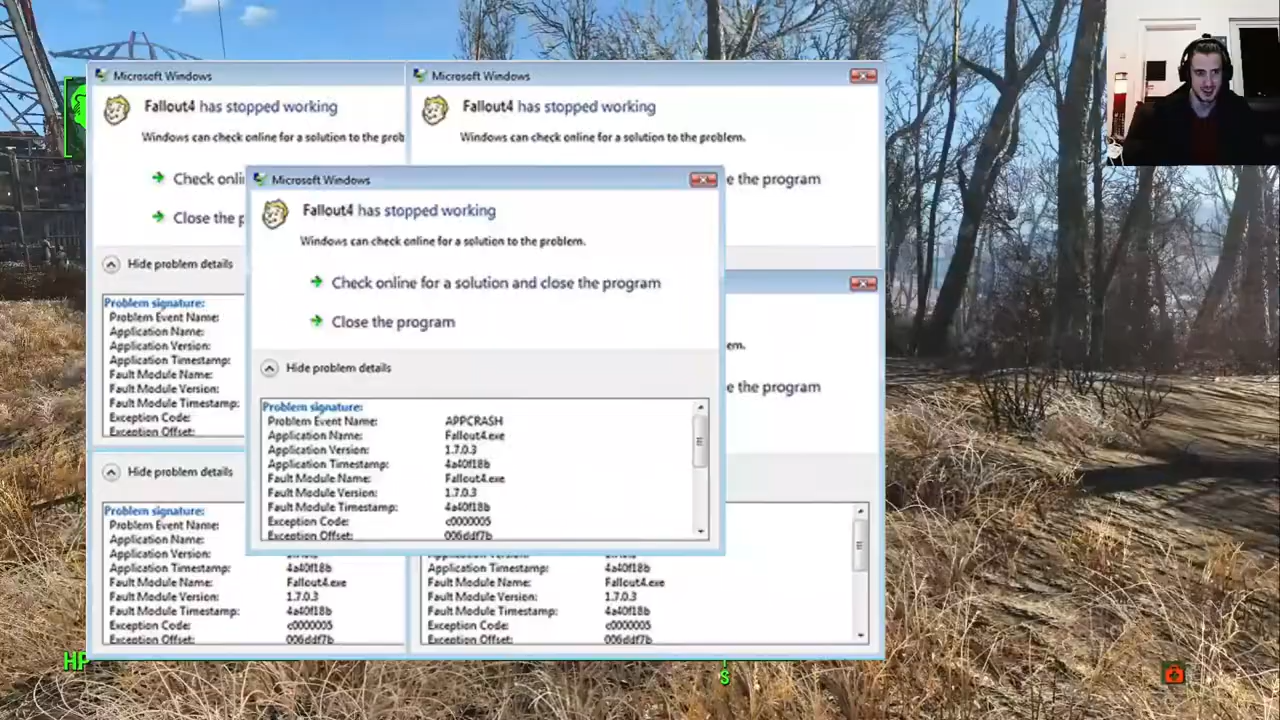 Microsoft Windows
Fallout4 has stopped working
Windows can check online for a solution to the prob
Check onli
Close the p
Hide problem details
Problem signature:
Problem Event Name:
Application Name:
Application Version:
Application Timestamp:
Fault Module Name:
Fault Module Version:
Fault Module Timestamp:
Exception Code:
Exception Offset:
Microsoft Windows
Fallout4 has stopped working
Windows can check online for a solution to the problem.
e the program
Microsoft Windows
Fallout4 has stopped working
Windows can check online for a solution to the problem.
Check online for a solution and close the program
Close the program
Hide problem details
Problem signature:
Problem Event Name: APPCRASH
Application Name: Fallout4.exe
Application Version: 1.7.0.3
Application Timestamp: 4a40f18b
Fault Module Name: Fallout4.exe
Fault Module Version: 1.7.0.3
Fault Module Timestamp: 4a40f18b
Exception Code: c0000005
Exception Offset: 006ddf7b
em.
e the program
Hide problem details
Problem signature:
Problem Event Name:
Application Name:
Application Version:
Application Timestamp: 4a40f18b
Fault Module Name: Fallout4.exe
Fault Module Version: 1.7.0.3
Fault Module Timestamp: 4a40f18b
Exception Code: c0000005
Exception Offset: 006ddf7b
Application Timestamp: 4a40f18b
Fault Module Name: Fallout4.exe
Fault Module Version: 1.7.0.3
Fault Module Timestamp: 4a40f18b
Exception Code: c0000005
Exception Offset: 006ddf7b
HP
S